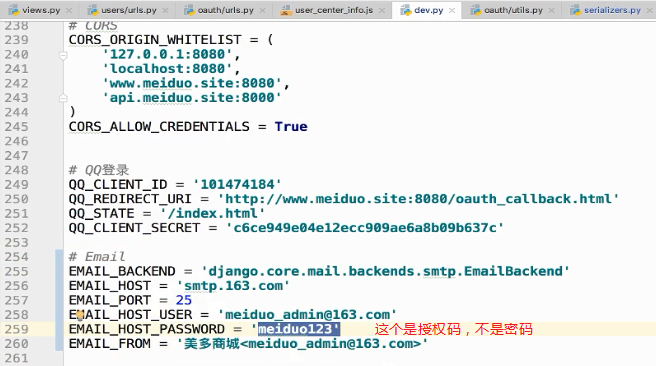 views.py × users/urls.py × oauth/urls.py × user_center_info.js × dev.py × oauth/utils.py × serializers.py
238 # CORS
239 CORS_ORIGIN_WHITELIST = (
240 '127.0.0.1:8080',
241 'localhost:8080',
242 'www.meiduo.site:8080',
243 'api.meiduo.site:8000'
244 )
245 CORS_ALLOW_CREDENTIALS = True
246
247
248 # QQ登录
249 QQ_CLIENT_ID = '101474184'
250 QQ_REDIRECT_URI = 'http://www.meiduo.site:8080/oauth_callback.html'
251 QQ_STATE = '/index.html'
252 QQ_CLIENT_SECRET = 'c6ce949e04e12ecc909ae6a8b09b637c'
253
254 # Email
255 EMAIL_BACKEND = 'django.core.mail.backends.smtp.EmailBackend'
256 EMAIL_HOST = 'smtp.163.com'
257 EMAIL_PORT = 25
258 EMAIL_HOST_USER = 'meiduo_admin@163.com'
259 EMAIL_HOST_PASSWORD = 'meiduo123' 这个是授权码，不是密码
260 EMAIL_FROM = '美多商城<meiduo_admin@163.com>'
261